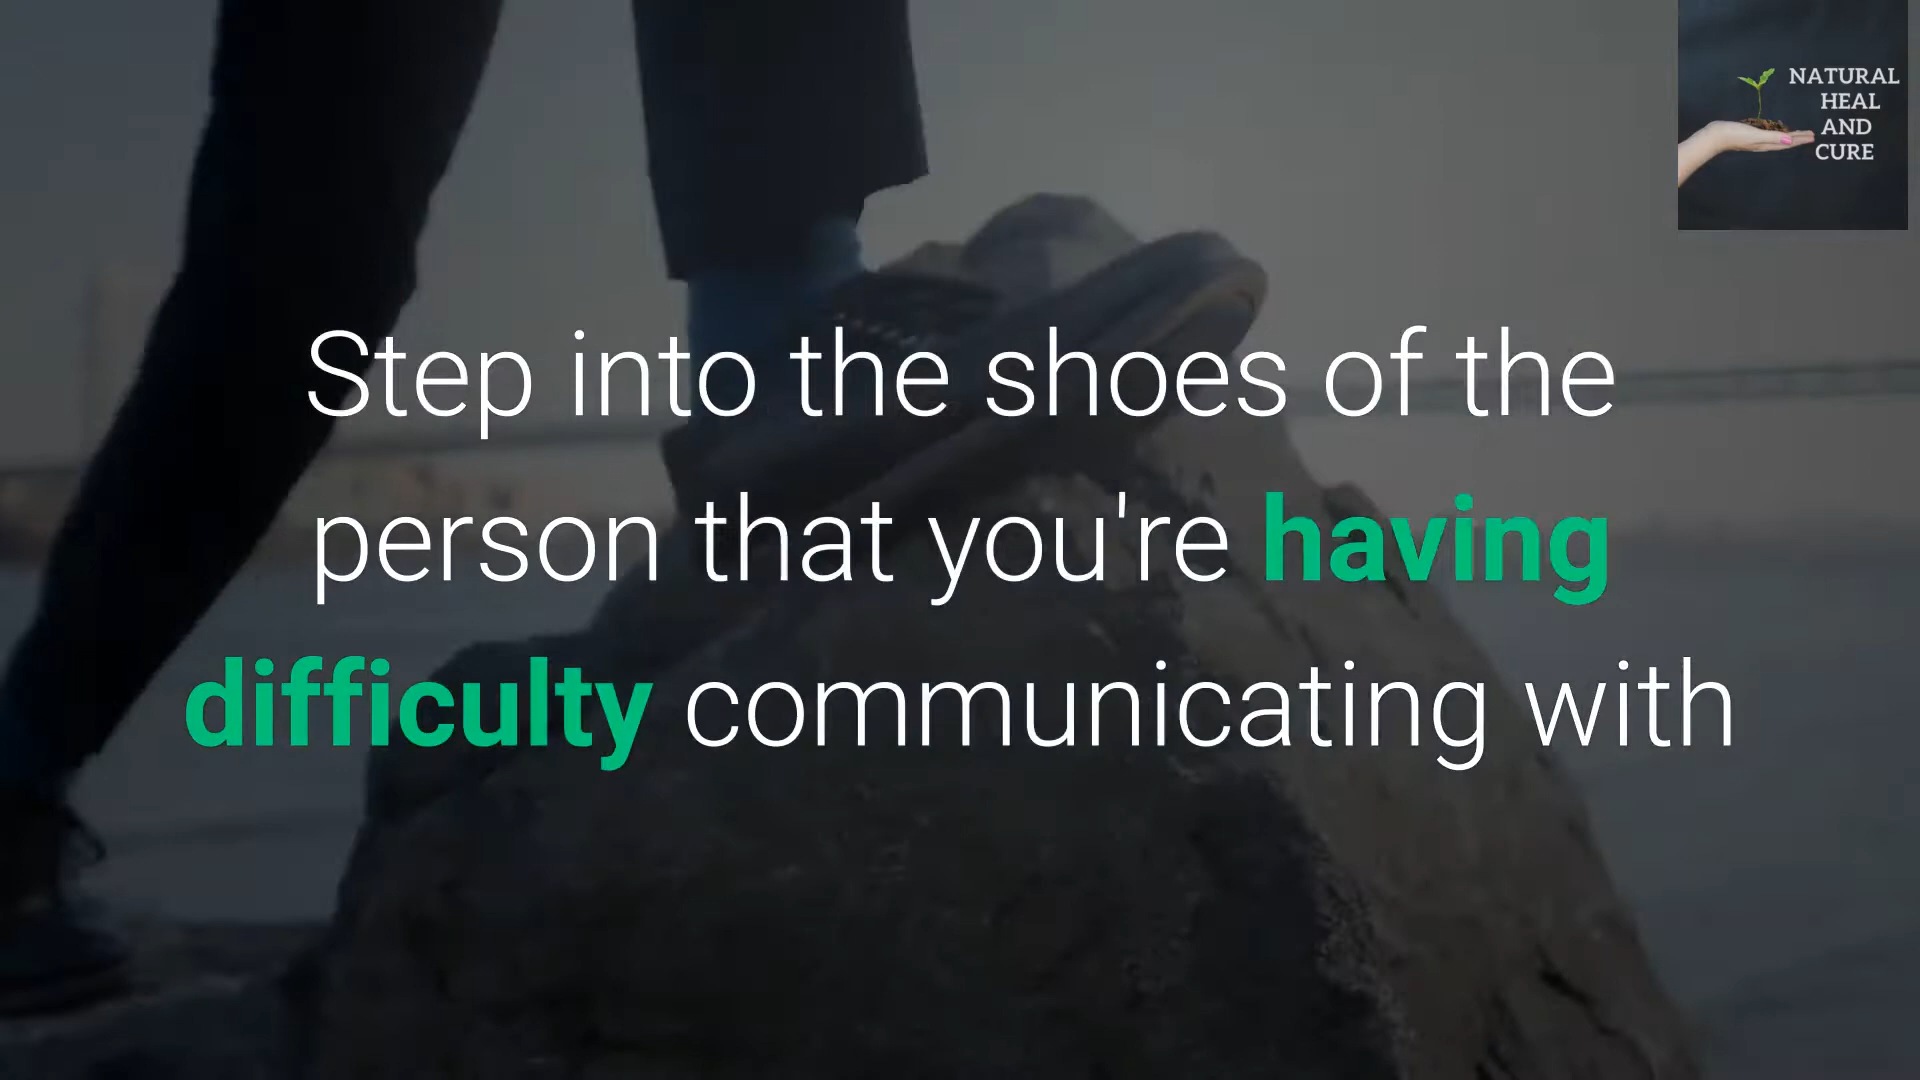 NATURAL
HEAL
AND
CURE
Step into the shoes of the
person that you're having
difficulty communicating with